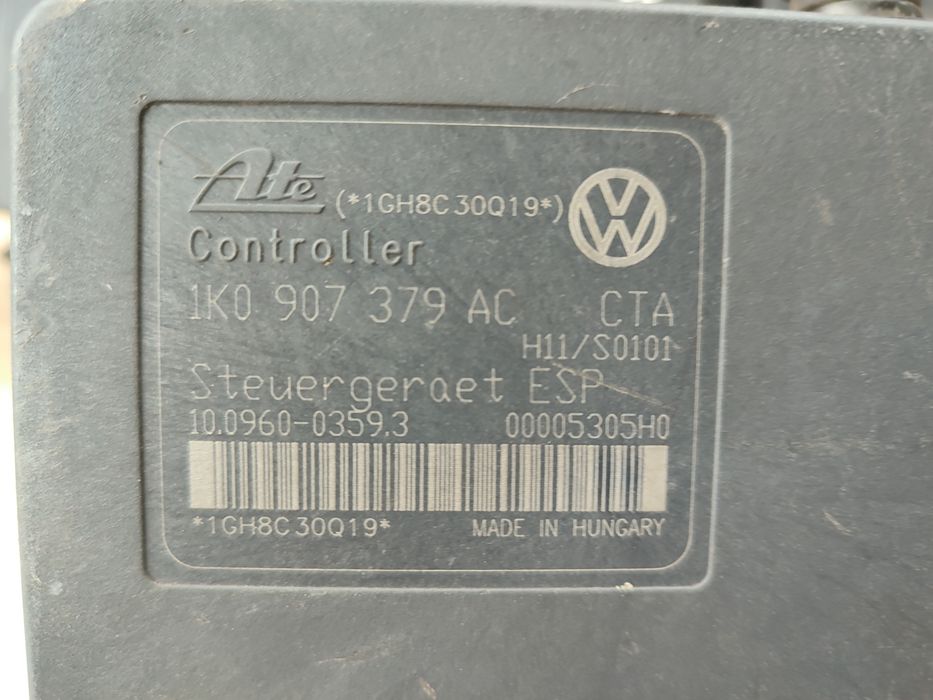 Ate (*1GH8C30Q19*) VW
Controller
1K0 907 379 AC CTA
H11/S0101
Steuergeraet ESP
10.0960-0359.3 00005305H0
*1GH8C30Q19* MADE IN HUNGARY